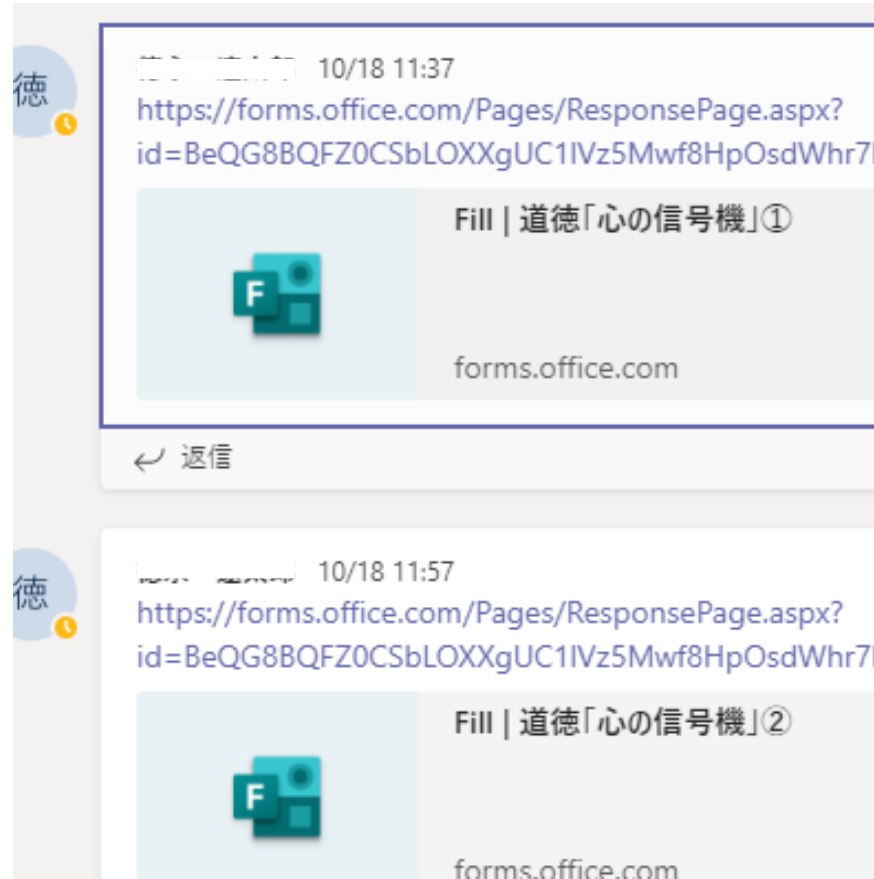 徳
10/18 11:37
https://forms.office.com/Pages/ResponsePage.aspx?
id=BeQG8BQFZ0CSbLOXXgUC1IVz5Mwf8HpOsdWhr7
Fill | 道徳「心の信号機」①
F
forms.office.com
返信
徳
10/18 11:57
https://forms.office.com/Pages/ResponsePage.aspx?
id=BeQG8BQFZ0CSbLOXXgUC1IVz5Mwf8HpOsdWhr7
Fill | 道徳「心の信号機」②
F
forms.office.com